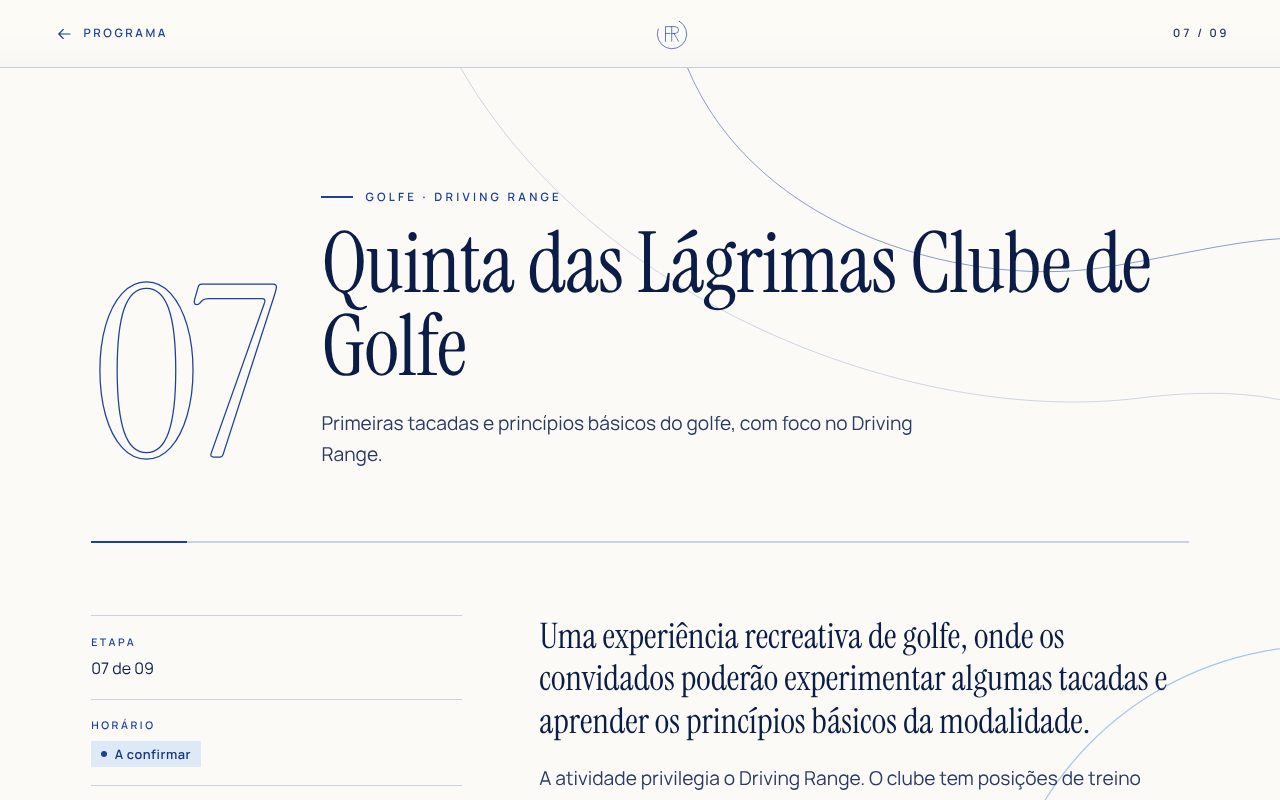 ← PROGRAMA
FR
07 / 09
GOLFE · DRIVING RANGE
Quinta das Lágrimas Clube de
Golfe
07
Primeiras tacadas e princípios básicos do golfe, com foco no Driving
Range.
ETAPA
07 de 09
HORÁRIO
A confirmar
Uma experiência recreativa de golfe, onde os
convidados poderão experimentar algumas tacadas e
aprender os princípios básicos da modalidade.
A atividade privilegia o Driving Range. O clube tem posições de treino